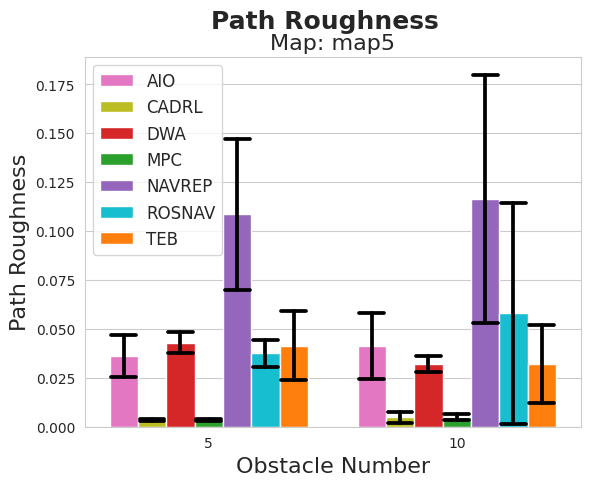 Path Roughness
Map: map5
AIO
CADRL
DWA
MPC
NAVREP
ROSNAV
TEB
Path Roughness
0.175
0.150
0.125
0.100
0.075
0.050
0.025
0.000
5
10
Obstacle Number